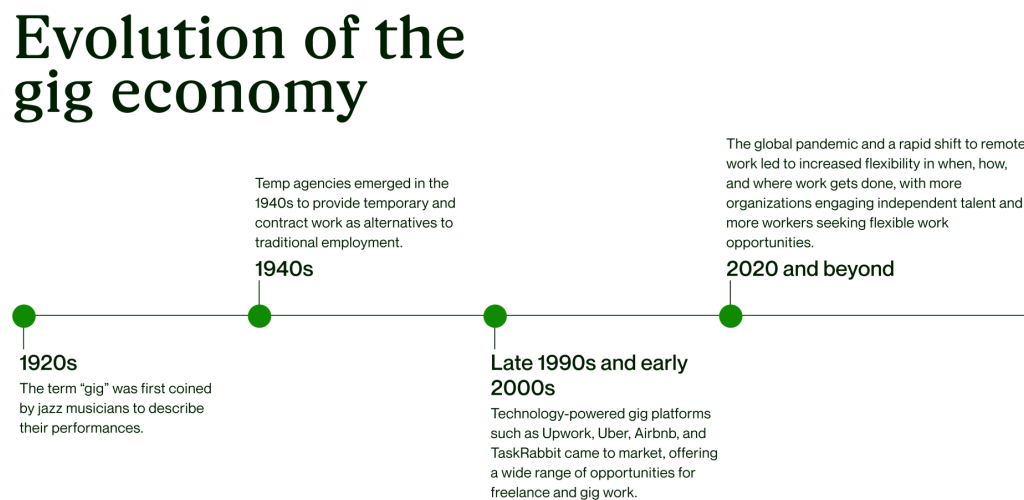 Evolution of the
gig economy
1920s
The term “gig” was first coined
by jazz musicians to describe
their performances.
Temp agencies emerged in the
1940s to provide temporary and
contract work as alternatives to
traditional employment.
1940s
Late 1990s and early
2000s
Technology-powered gig platforms
such as Upwork, Uber, Airbnb, and
TaskRabbit came to market, offering
a wide range of opportunities for
freelance and gig work.
The global pandemic and a rapid shift to remote
work led to increased flexibility in when, how,
and where work gets done, with more
organizations engaging independent talent and
more workers seeking flexible work
opportunities.
2020 and beyond